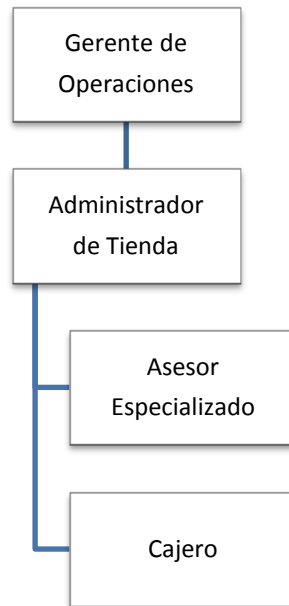 Gerente de
Operaciones
Administrador
de Tienda
Asesor
Especializado
Cajero